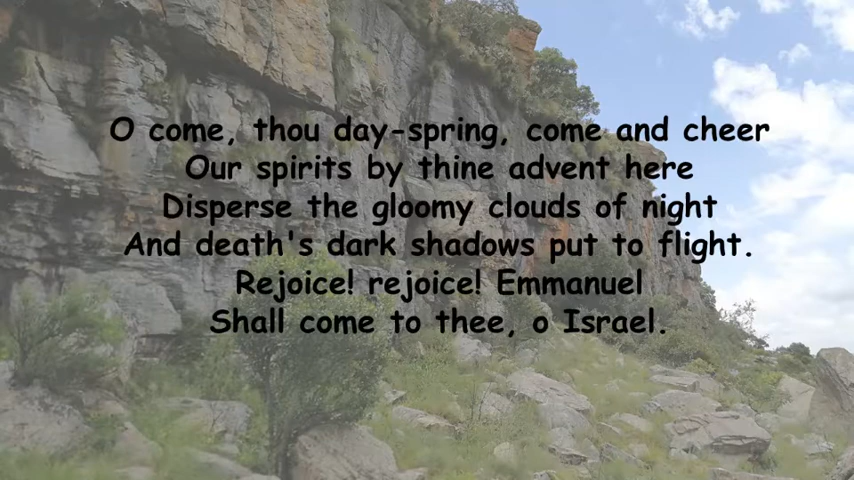 O come, thou day-spring, come and cheer
Our spirits by thine advent here
Disperse the gloomy clouds of night
And death's dark shadows put to flight.
Rejoice! rejoice! Emmanuel
Shall come to thee, o Israel.